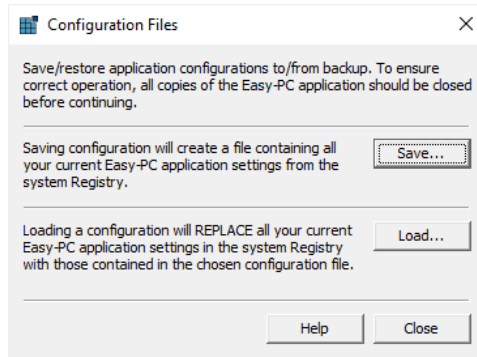 Configuration Files
Save/restore application configurations to/from backup. To ensure
correct operation, all copies of the Easy-PC application should be closed
before continuing.
Saving configuration will create a file containing all
your current Easy-PC application settings from the
system Registry.
Save...
Loading a configuration will REPLACE all your current
Easy-PC application settings in the system Registry
with those contained in the chosen configuration file.
Load...
Help
Close